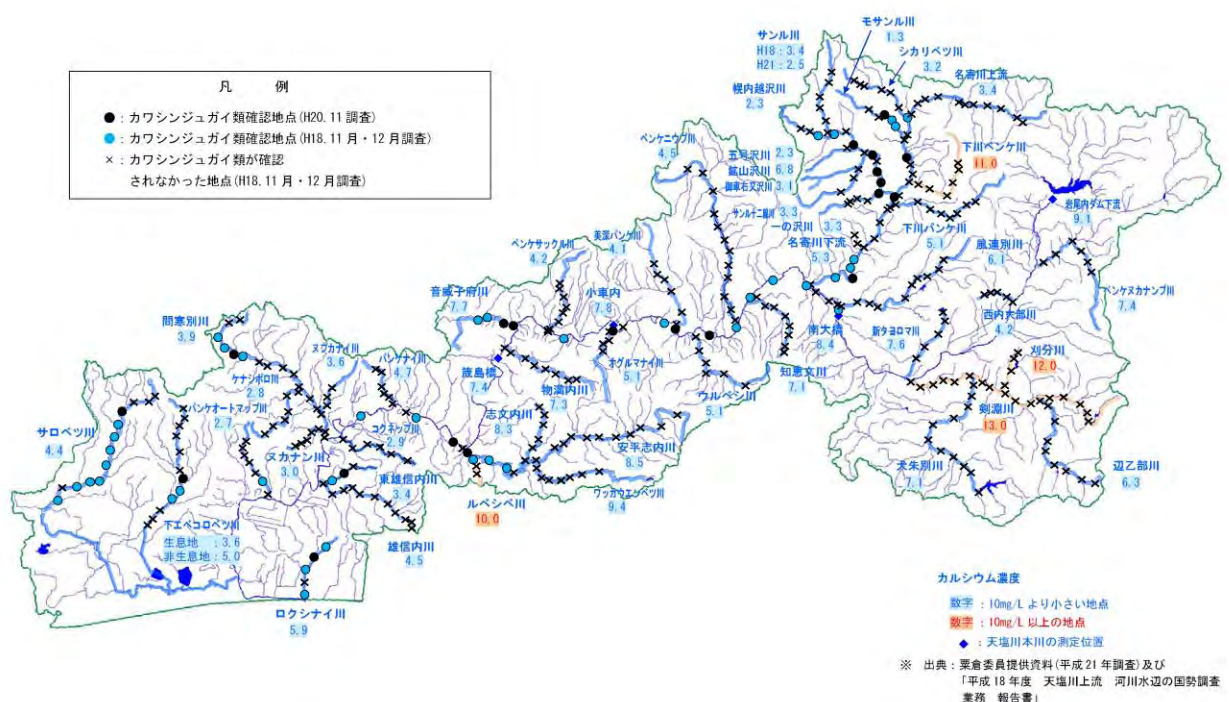 凡　　例
● : カワシンジュガイ類確認地点(H20.11調査)
● : カワシンジュガイ類確認地点(H18.11月・12月調査)
× : カワシンジュガイ類が確認
されなかった地点(H18.11月・12月調査)
サンル川
H18 : 3.4
H21 : 2.5
モサンル川
1.3
シカリベツ川
3.2
名寄川上流
3.4
幌内越沢川
2.3
ペンケニウプ川
4.5
五号沢川 2.3
鉱山沢川 6.8
御車石又沢川 3.1
サンル十二線川 3.3
一の沢川 3.3
下川ペンケ川
11.0
岩尾内ダム下流
9.1
名寄川下流
5.3
下川パンケ川
5.1
風連別川
6.1
ペンケヌカナンプ川
7.4
美深パンケ川
4.1
ペンケサックル川
4.2
音威子府川
7.7
小車内
7.8
問寒別川
3.9
ヌプカナイ川
3.6
パンケナイ川
4.7
筬島橋
7.4
物満内川
7.3
オグルマナイ川
5.1
ウルベシ川
5.1
知恵文川
7.1
南大橋
8.4
新タヨロマ川
7.6
西内大部川
4.2
刈分川
12.0
剣淵川
13.0
犬朱別川
7.1
辺乙部川
6.3
ケナシポロ川
2.8
パンケオートマップ川
2.7
サロベツ川
4.4
コクネップ川
2.9
志文内川
8.3
安平志内川
8.5
ワッカウエンベツ川
9.4
ヌカナン川
3.0
東雄信内川
3.4
ルベシベ川
10.0
雄信内川
4.5
下エベコロベツ川
生息地 : 3.6
非生息地 : 5.0
ロクシナイ川
5.9
カルシウム濃度
数字 : 10mg/Lより小さい地点
数字 : 10mg/L以上の地点
◆ : 天塩川本川の測定位置
※ 出典 : 粟倉委員提供資料(平成21年調査)及び
「平成18年度　天塩川上流　河川水辺の国勢調査
業務　報告書」